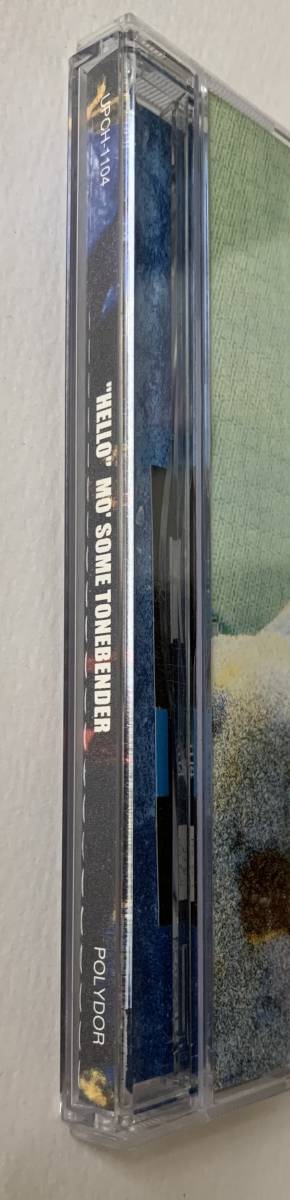 UPCH-1104
"HELLO" MO' SOME TONEBENDER
POLYDOR